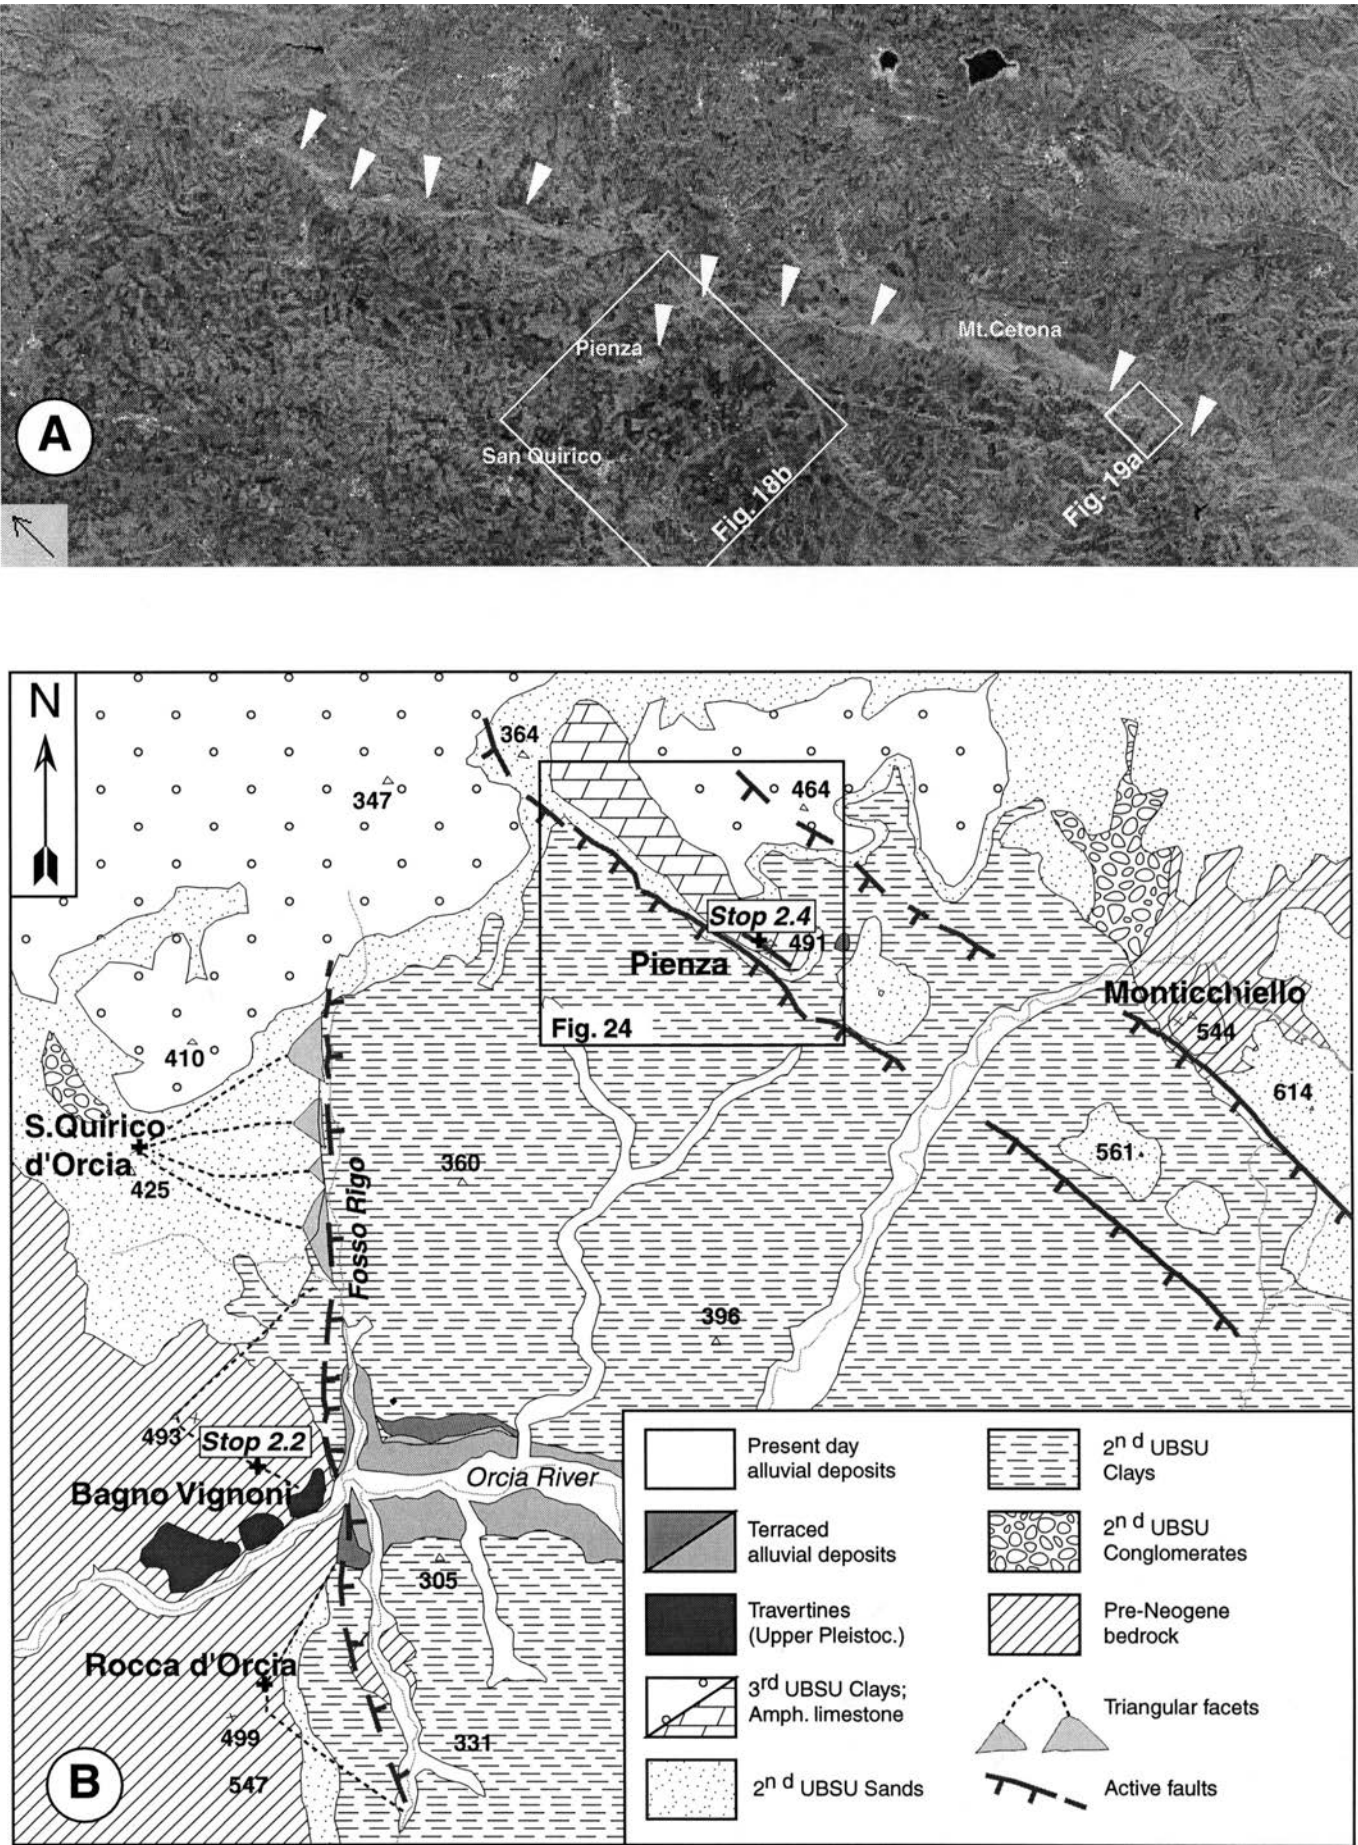 Mt.Cetona
Pienza
A
San Quirico
Fig. 18b
Fig. 19a
N
364
347
464
Stop 2.4
491
Pienza
Monticchiello
544
Fig. 24
410
614
S.Quirico
d'Orcia
425
360
561
Fosso Rigo
396
493
Stop 2.2
Bagno Vignoni
Orcia River
305
Rocca d'Orcia
499
331
547
B
Present day
alluvial deposits
Terraced
alluvial deposits
Travertines
(Upper Pleistoc.)
3rd UBSU Clays;
Amph. limestone
2nd UBSU Sands
2nd UBSU
Clays
2nd UBSU
Conglomerates
Pre-Neogene
bedrock
Triangular facets
Active faults